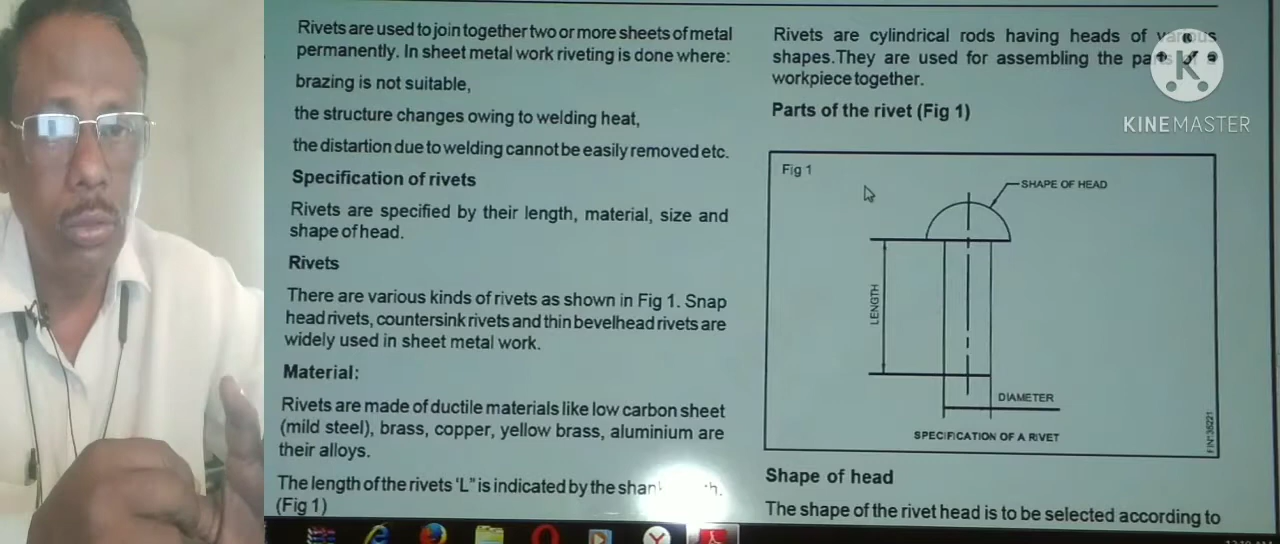 Rivets are used to join together two or more sheets of metal
permanently. In sheet metal work riveting is done where:
brazing is not suitable,
the structure changes owing to welding heat,
the distartion due to welding cannot be easily removed etc.
Specification of rivets
Rivets are specified by their length, material, size and
shape of head.
Rivets
There are various kinds of rivets as shown in Fig 1. Snap
head rivets, countersink rivets and thin bevelhead rivets are
widely used in sheet metal work.
Material:
Rivets are made of ductile materials like low carbon sheet
(mild steel), brass, copper, yellow brass, aluminium are
their alloys.
The length of the rivets 'L" is indicated by the
(Fig 1)
Rivets are cylindrical rods having heads of various
shapes.They are used for assembling the parts of a
workpiece together.
Parts of the rivet (Fig 1)
K
KINEMASTER
Fig 1
SHAPE OF HEAD
LENGTH
DIAMETER
SPECIFICATION OF A RIVET
Shape of head
The shape of the rivet head is to be selected according to